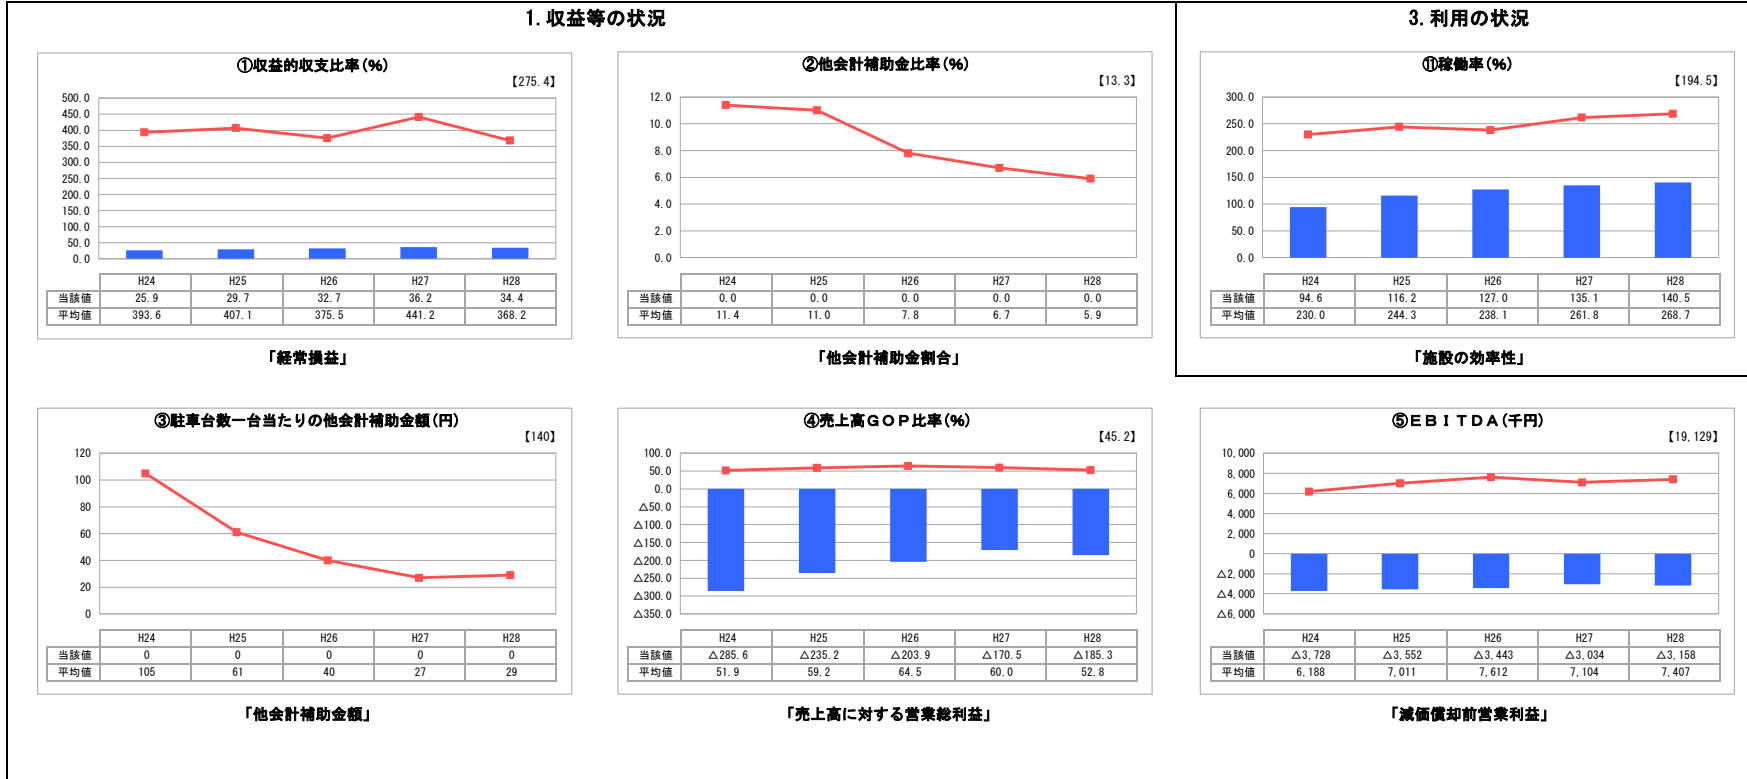 1. 収益等の状況
3. 利用の状況
①収益的収支比率(%)
【275.4】
500.0
450.0
400.0
350.0
300.0
250.0
200.0
150.0
100.0
50.0
0.0
H24 H25 H26 H27 H28
当該値 25.9 29.7 32.7 36.2 34.4
平均値 393.6 407.1 375.5 441.2 368.2
「経常損益」
②他会計補助金比率(%)
【13.3】
12.0
10.0
8.0
6.0
4.0
2.0
0.0
H24 H25 H26 H27 H28
当該値 0.0 0.0 0.0 0.0 0.0
平均値 11.4 11.0 7.8 6.7 5.9
「他会計補助金割合」
⑪稼働率(%)
【194.5】
300.0
250.0
200.0
150.0
100.0
50.0
0.0
H24 H25 H26 H27 H28
当該値 94.6 116.2 127.0 135.1 140.5
平均値 230.0 244.3 238.1 261.8 268.7
「施設の効率性」
③駐車台数一台当たりの他会計補助金額(円)
【140】
120
100
80
60
40
20
0
H24 H25 H26 H27 H28
当該値 0 0 0 0 0
平均値 105 61 40 27 29
「他会計補助金額」
④売上高ＧＯＰ比率(%)
【45.2】
100.0
50.0
0.0
△50.0
△100.0
△150.0
△200.0
△250.0
△300.0
△350.0
H24 H25 H26 H27 H28
当該値 △285.6 △235.2 △203.9 △170.5 △185.3
平均値 51.9 59.2 64.5 60.0 52.8
「売上高に対する営業総利益」
⑤ＥＢＩＴＤＡ(千円)
【19,129】
10,000
8,000
6,000
4,000
2,000
0
△2,000
△4,000
△6,000
H24 H25 H26 H27 H28
当該値 △3,728 △3,552 △3,443 △3,034 △3,158
平均値 6,188 7,011 7,612 7,104 7,407
「減価償却前営業利益」